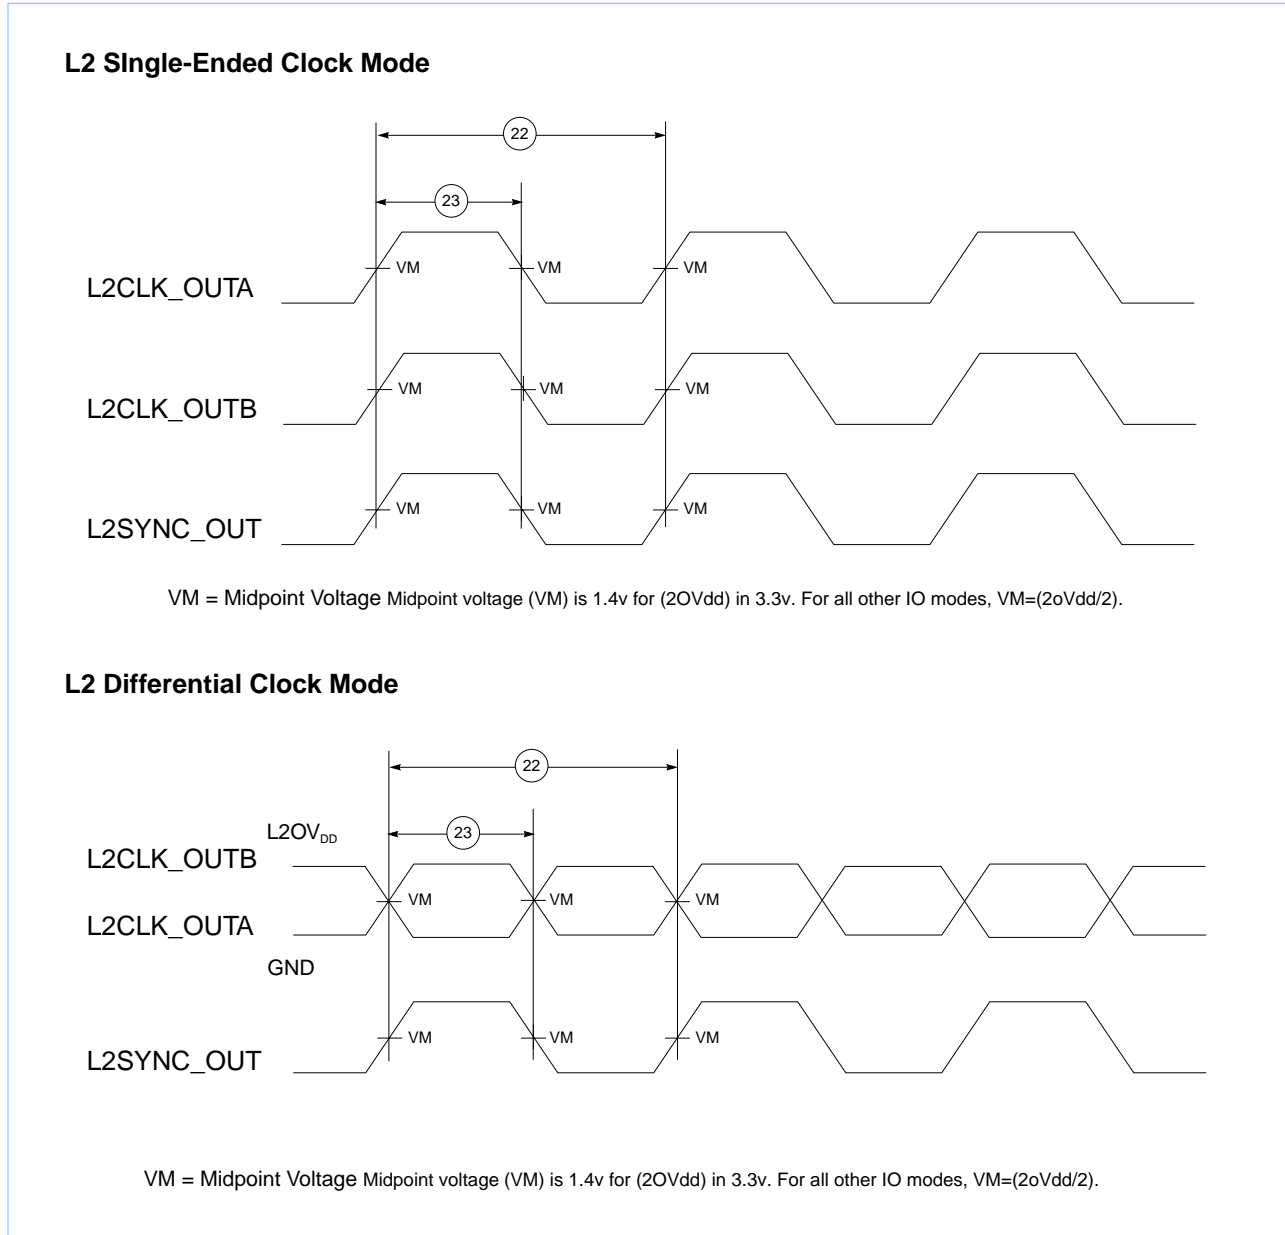 L2 SIngle-Ended Clock Mode
22
23
VM VM VM
L2CLK_OUTA
VM VM VM
L2CLK_OUTB
VM VM VM
L2SYNC_OUT
VM = Midpoint Voltage Midpoint voltage (VM) is 1.4v for (2OVdd) in 3.3v. For all other IO modes, VM=(2oVdd/2).
L2 Differential Clock Mode
22
L2OVDD 23
L2CLK_OUTB
VM VM VM
L2CLK_OUTA
GND
VM VM VM
L2SYNC_OUT
VM = Midpoint Voltage Midpoint voltage (VM) is 1.4v for (2OVdd) in 3.3v. For all other IO modes, VM=(2oVdd/2).